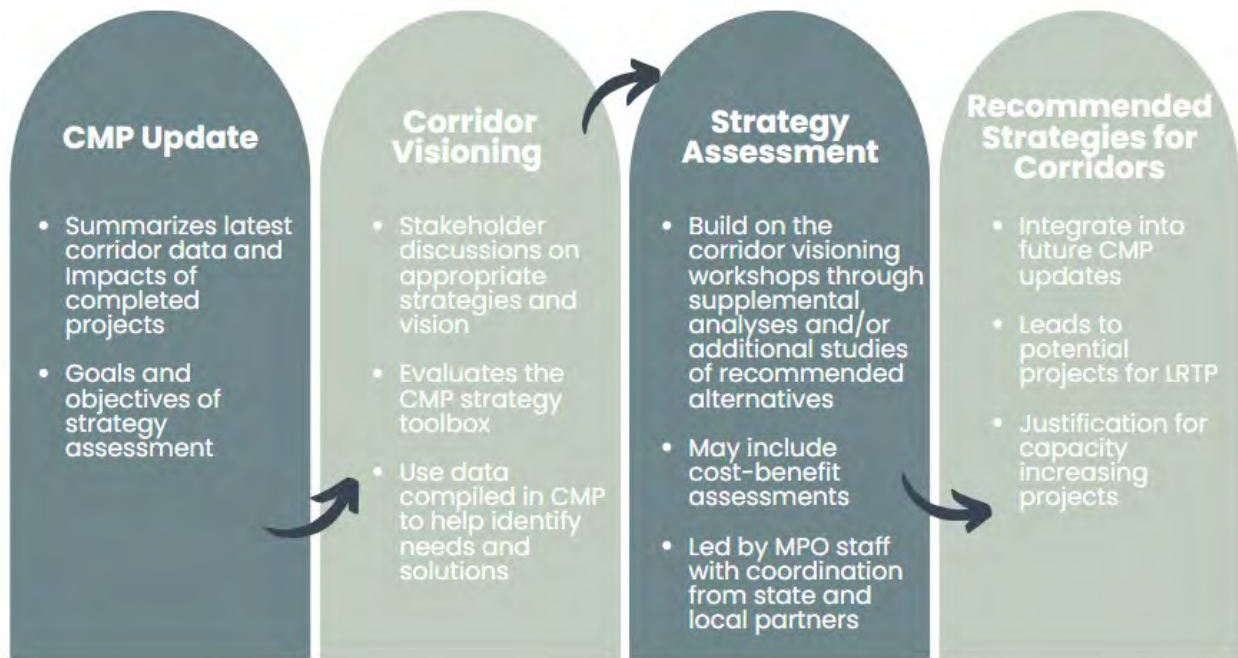 CMP Update
• Summarizes latest
corridor data and
Impacts of
completed
projects
• Goals and
objectives of
strategy
assessment
Corridor
Visioning
• Stakeholder
discussions on
appropriate
strategies and
vision
• Evaluates the
CMP strategy
toolbox
• Use data
compiled in CMP
to help identify
needs and
solutions
Strategy
Assessment
• Build on the
corridor visioning
workshops through
supplemental
analyses and/or
additional studies
of recommended
alternatives
• May include
cost-benefit
assessments
• Led by MPO staff
with coordination
from state and
local partners
Recommended
Strategies for
Corridors
• Integrate into
future CMP
updates
• Leads to
potential
projects for LRTP
• Justification for
capacity
increasing
projects